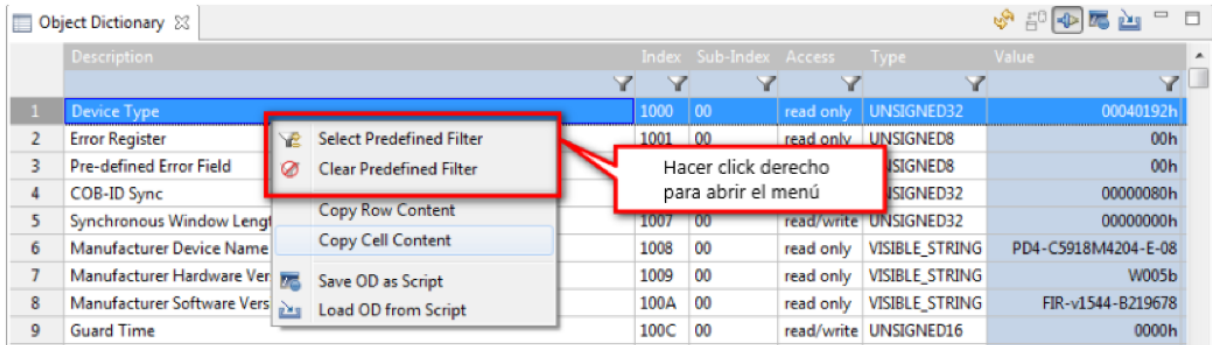 Object Dictionary
Description Index Sub-Index Access Type Value
1 Device Type 1000 00 read only UNSIGNED32 00040192h
2 Error Register 1001 00 read only UNSIGNED8 00h
3 Pre-defined Error Field 00 UNSIGNED8 00h
4 COB-ID Sync 00 UNSIGNED32 00000080h
5 Synchronous Window Lengt 1007 00 read/write UNSIGNED32 00000000h
6 Manufacturer Device Name 1008 00 read only VISIBLE_STRING PD4-C5918M4204-E-08
7 Manufacturer Hardware Ver 1009 00 read only VISIBLE_STRING W005b
8 Manufacturer Software Vers 100A 00 read only VISIBLE_STRING FIR-v1544-B219678
9 Guard Time 100C 00 read/write UNSIGNED16 0000h
Select Predefined Filter
Clear Predefined Filter
Copy Row Content
Copy Cell Content
Save OD as Script
Load OD from Script
Hacer click derecho
para abrir el menú